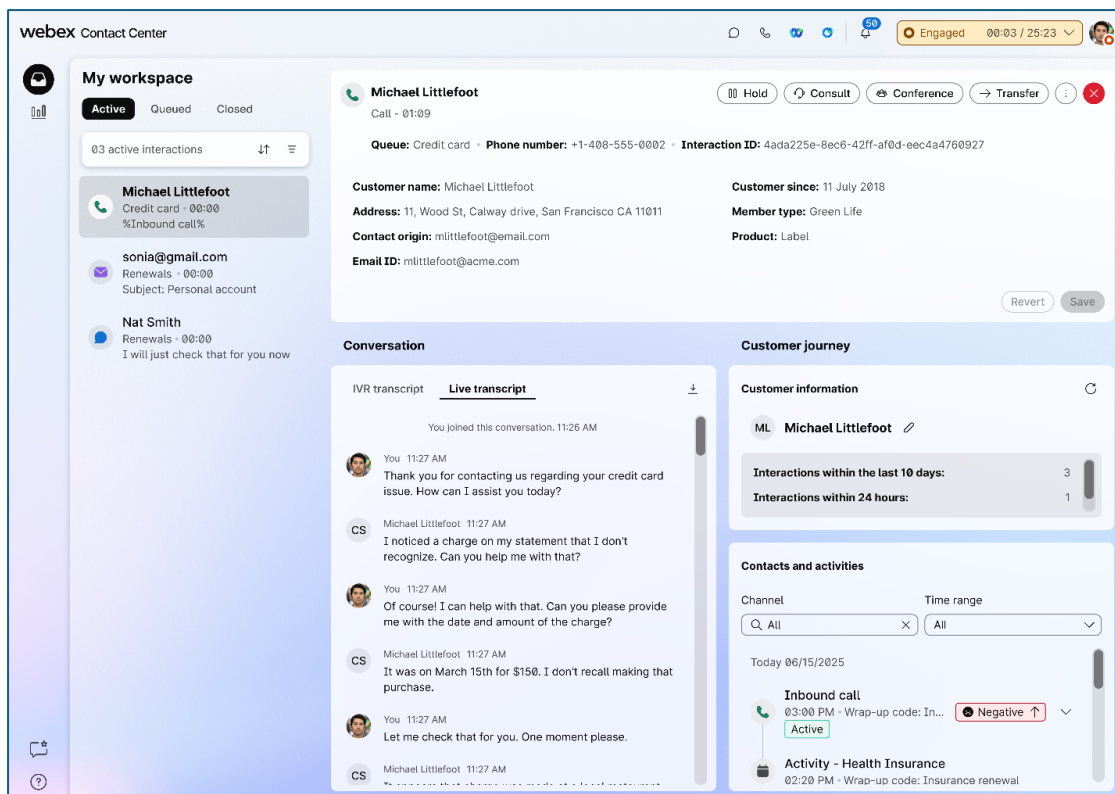 webex Contact Center
50
Engaged 00:03 / 25:23
My workspace
Active Queued Closed
03 active interactions
Michael Littlefoot
Credit card - 00:00
%Inbound call%
sonia@gmail.com
Renewals - 00:00
Subject: Personal account
Nat Smith
Renewals - 00:00
I will just check that for you now
Michael Littlefoot
Call - 01:09
Hold Consult Conference Transfer
Queue: Credit card • Phone number: +1-408-555-0002 • Interaction ID: 4ada225e-8ec6-42ff-af0d-eec4a4760927
Customer name: Michael Littlefoot
Address: 11, Wood St, Calway drive, San Francisco CA 11011
Contact origin: mlittlefoot@email.com
Email ID: mlittlefoot@acme.com
Customer since: 11 July 2018
Member type: Green Life
Product: Label
Revert Save
Conversation
IVR transcript Live transcript
You joined this conversation. 11:26 AM
You 11:27 AM
Thank you for contacting us regarding your credit card
issue. How can I assist you today?
CS
Michael Littlefoot 11:27 AM
I noticed a charge on my statement that I don't
recognize. Can you help me with that?
You 11:27 AM
Of course! I can help with that. Can you please provide
me with the date and amount of the charge?
CS
Michael Littlefoot 11:27 AM
It was on March 15th for $150. I don't recall making that
purchase.
You 11:27 AM
Let me check that for you. One moment please.
CS
Michael Littlefoot 11:27 AM
Customer journey
Customer information
ML Michael Littlefoot
Interactions within the last 10 days: 3
Interactions within 24 hours: 1
Contacts and activities
Channel Time range
All All
Today 06/15/2025
Inbound call
03:00 PM • Wrap-up code: In... Negative
Active
Activity - Health Insurance
02:20 PM • Wrap-up code: Insurance renewal